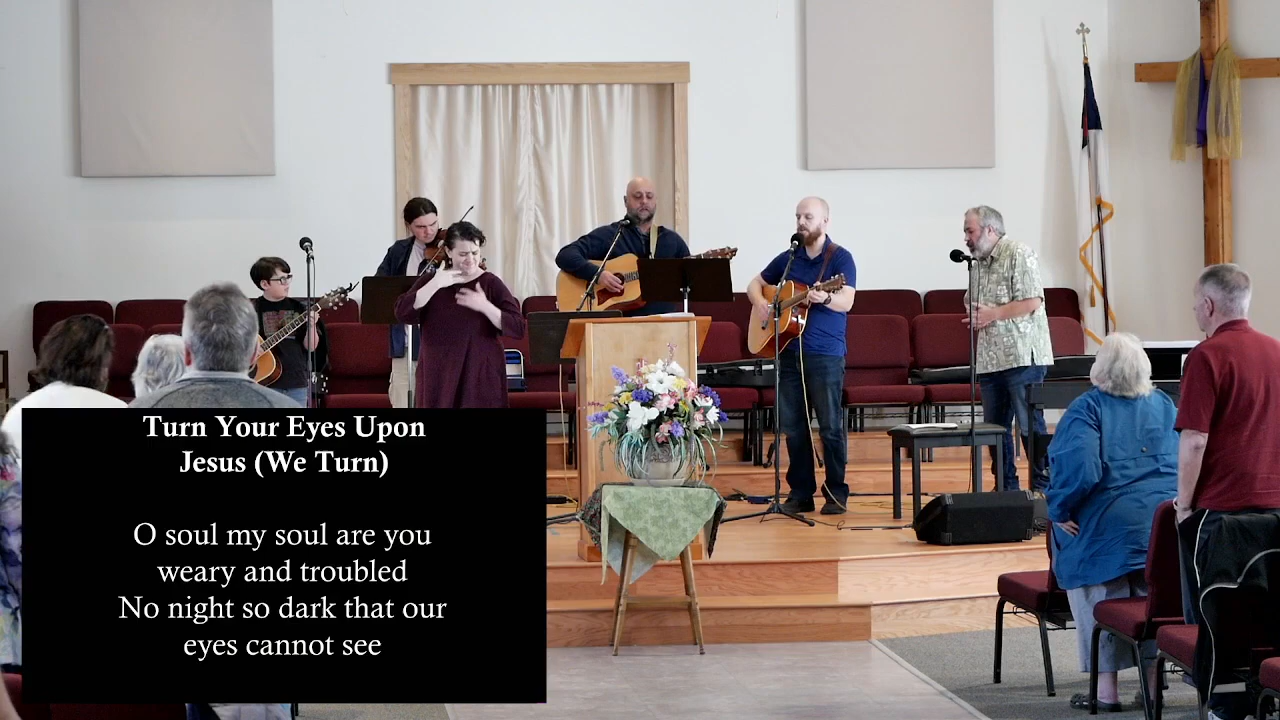 Turn Your Eyes Upon
Jesus (We Turn)
O soul my soul are you
weary and troubled
No night so dark that our
eyes cannot see